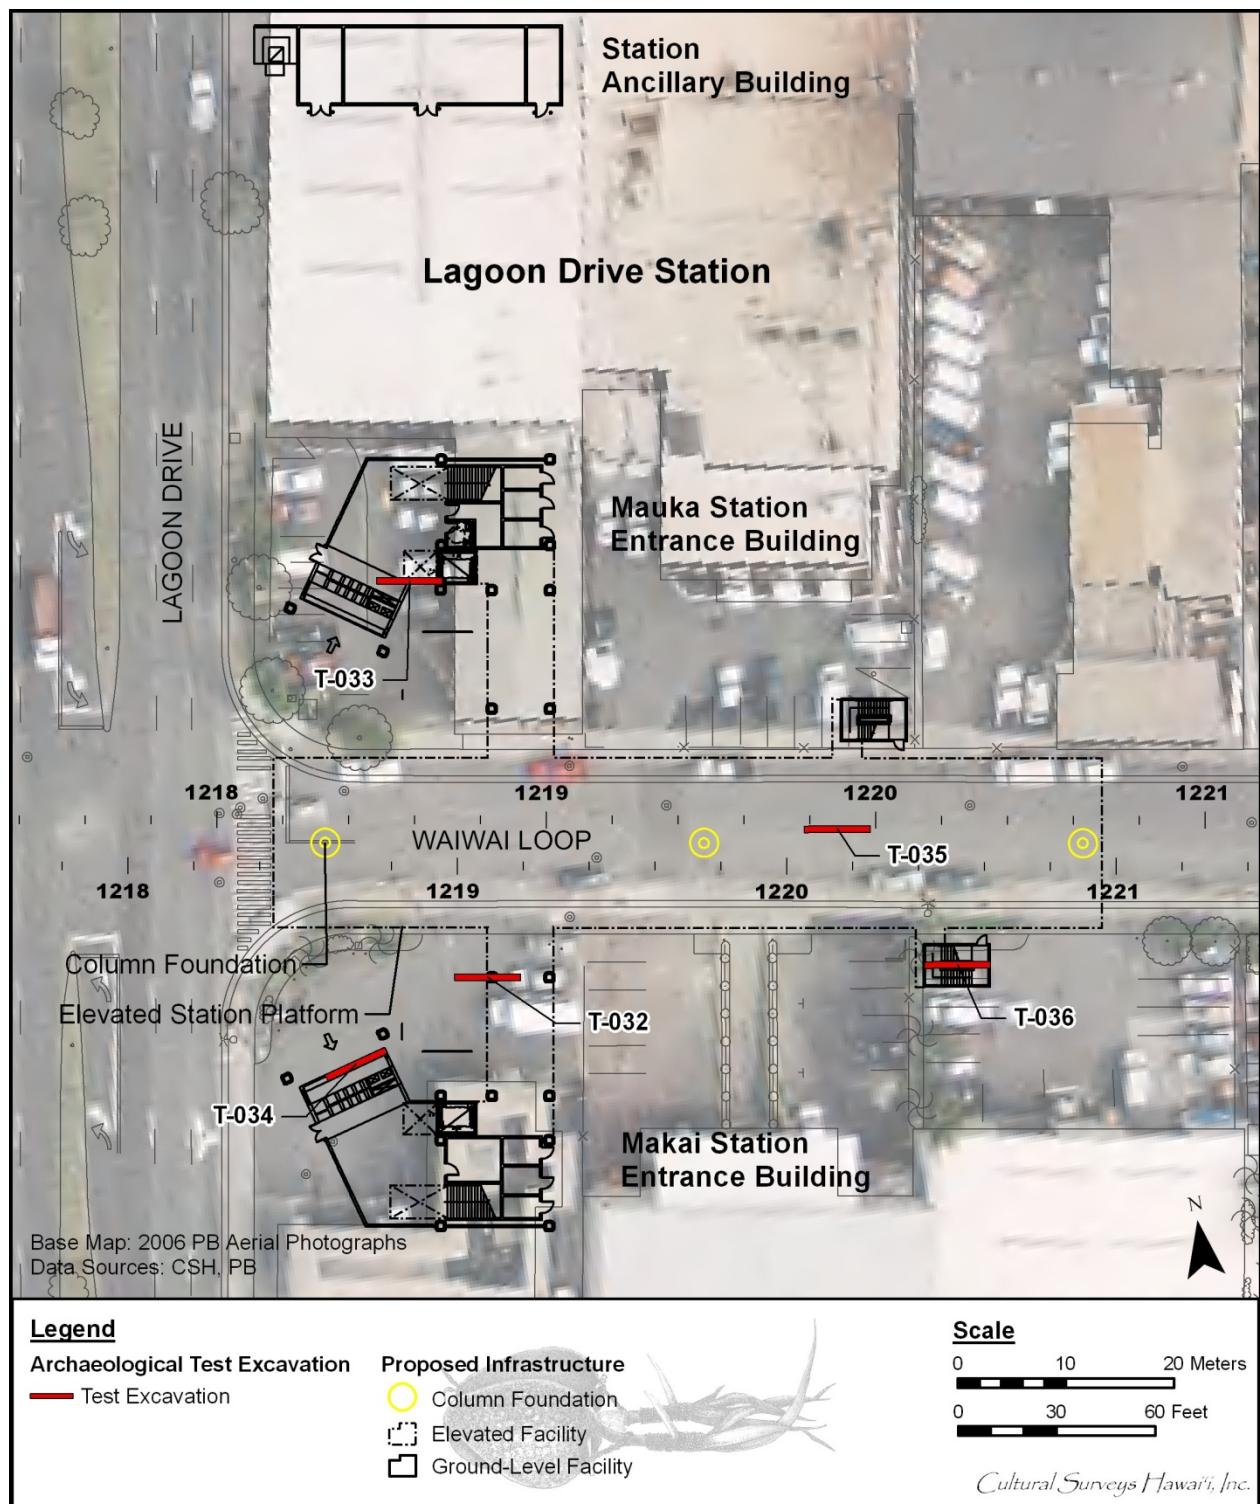 Station
Ancillary Building
Lagoon Drive Station
LAGOON DRIVE
Mauka Station
Entrance Building
T-033
1218
1219
1220
1221
WAIWAI LOOP
T-035
1218
1219
1220
1221
Column Foundation
Elevated Station Platform
T-032
T-036
T-034
Makai Station
Entrance Building
N
Base Map: 2006 PB Aerial Photographs
Data Sources: CSH, PB
Legend
Archaeological Test Excavation
Test Excavation
Proposed Infrastructure
Column Foundation
Elevated Facility
Ground-Level Facility
Scale
0 10 20 Meters
0 30 60 Feet
Cultural Surveys Hawai‘i, Inc.